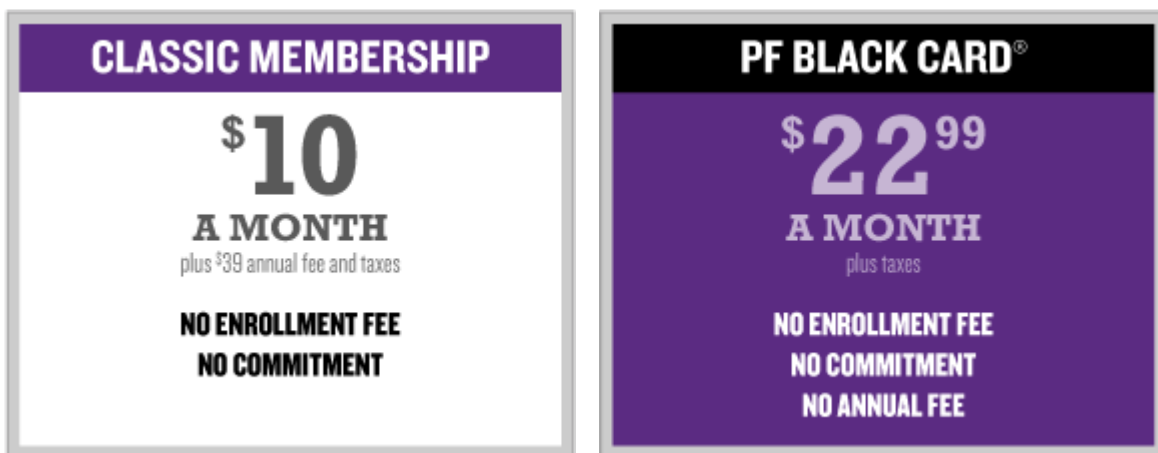 CLASSIC MEMBERSHIP
$10
A MONTH
plus $39 annual fee and taxes
NO ENROLLMENT FEE
NO COMMITMENT
PF BLACK CARD®
$22 99
A MONTH
plus taxes
NO ENROLLMENT FEE
NO COMMITMENT
NO ANNUAL FEE